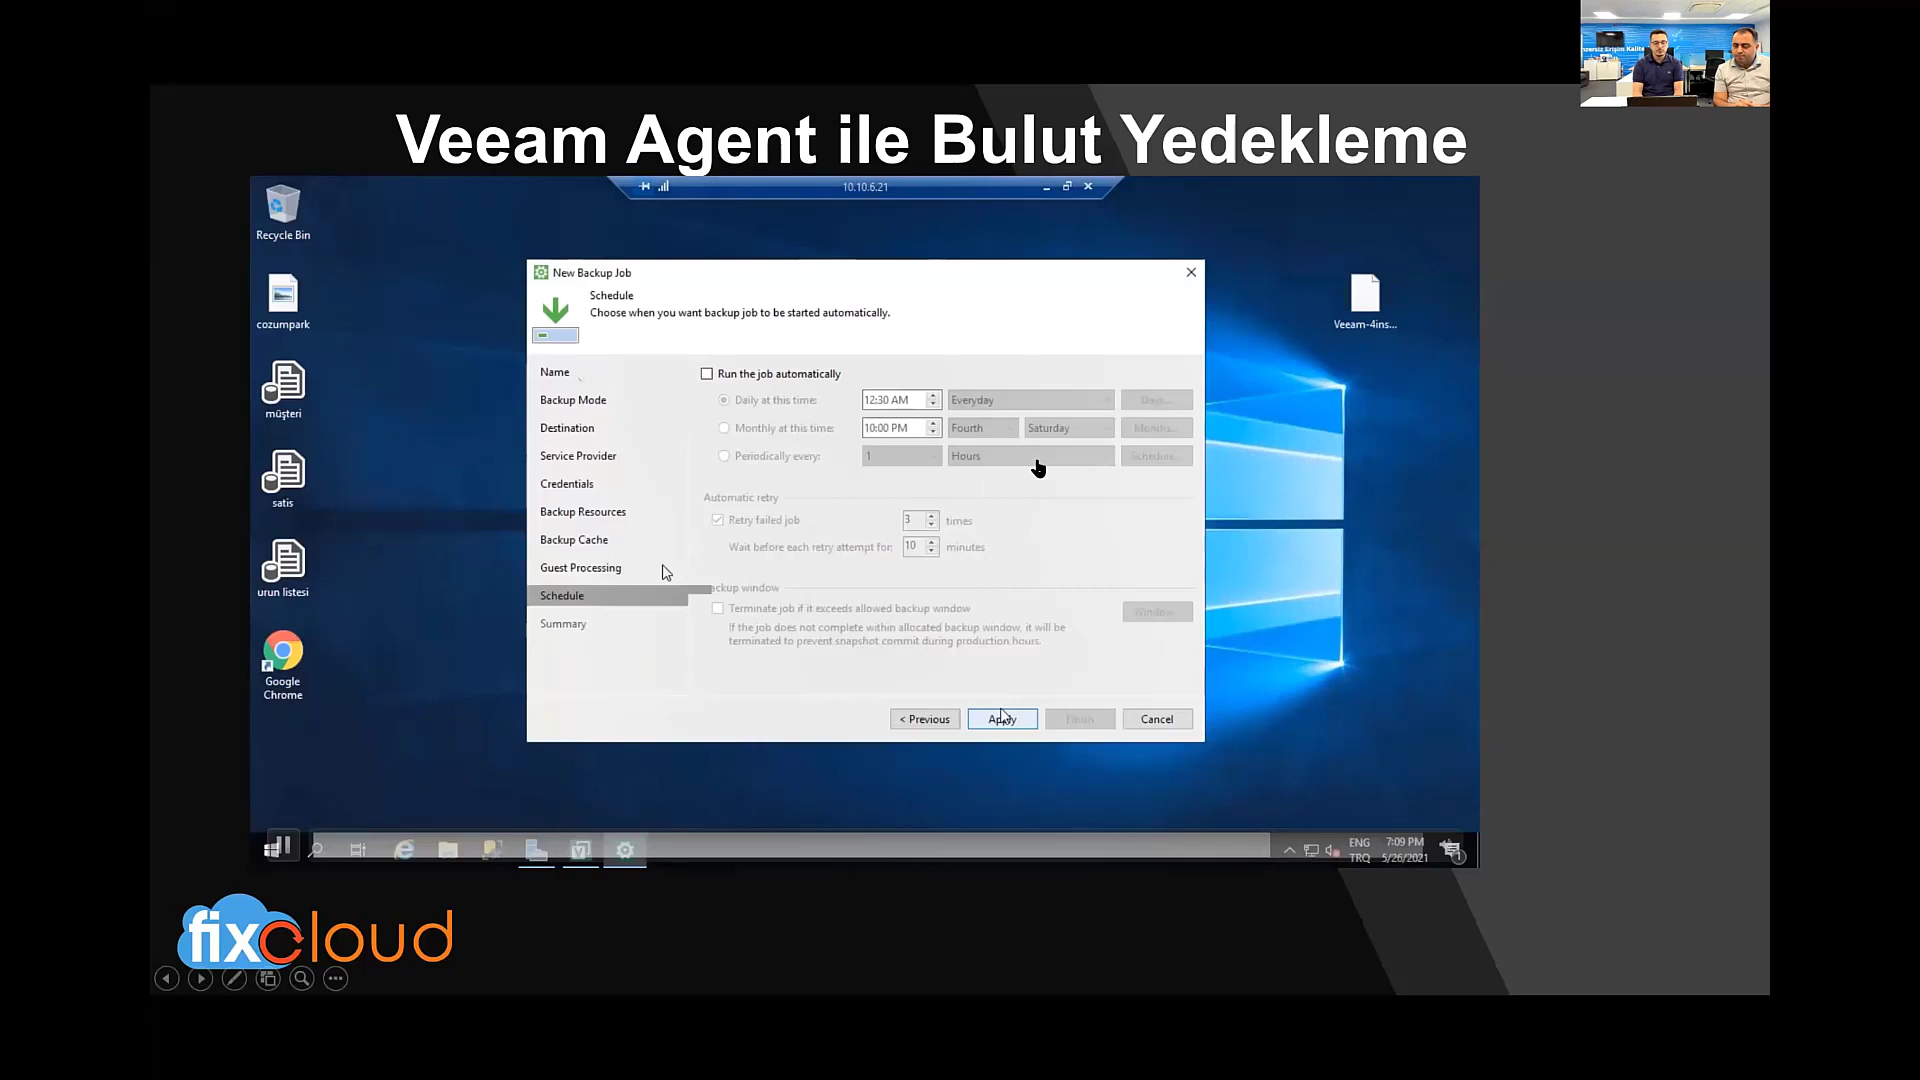 nzersiz Erişim Kalite
Veeam Agent ile Bulut Yedekleme
10.10.6.21
Recycle Bin
cozumpark
müşteri
satis
urun listesi
Google
Chrome
Veeam-4ins...
New Backup Job
Schedule
Choose when you want backup job to be started automatically.
Name
Backup Mode
Destination
Service Provider
Credentials
Backup Resources
Backup Cache
Guest Processing
Schedule
Summary
Run the job automatically
Daily at this time: 12:30 AM Everyday Days...
Monthly at this time: 10:00 PM Fourth Saturday Months...
Periodically every: 1 Hours Schedule...
Automatic retry
Retry failed job 3 times
Wait before each retry attempt for: 10 minutes
ackup window
Terminate job if it exceeds allowed backup window Window...
If the job does not complete within allocated backup window, it will be
terminated to prevent snapshot commit during production hours.
< Previous Apply Finish Cancel
ENG 7:09 PM
TRQ 5/26/2021
1
fixcloud